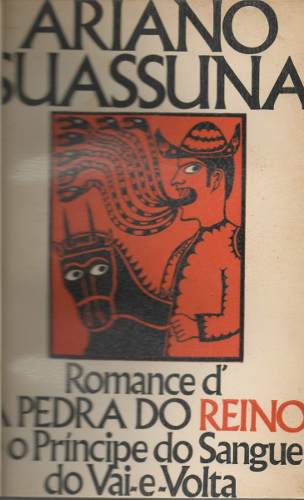 ARIANO
SUASSUNA
Romance d'
A PEDRA DO REINO
o Príncipe do Sangue
do Vai-e-Volta